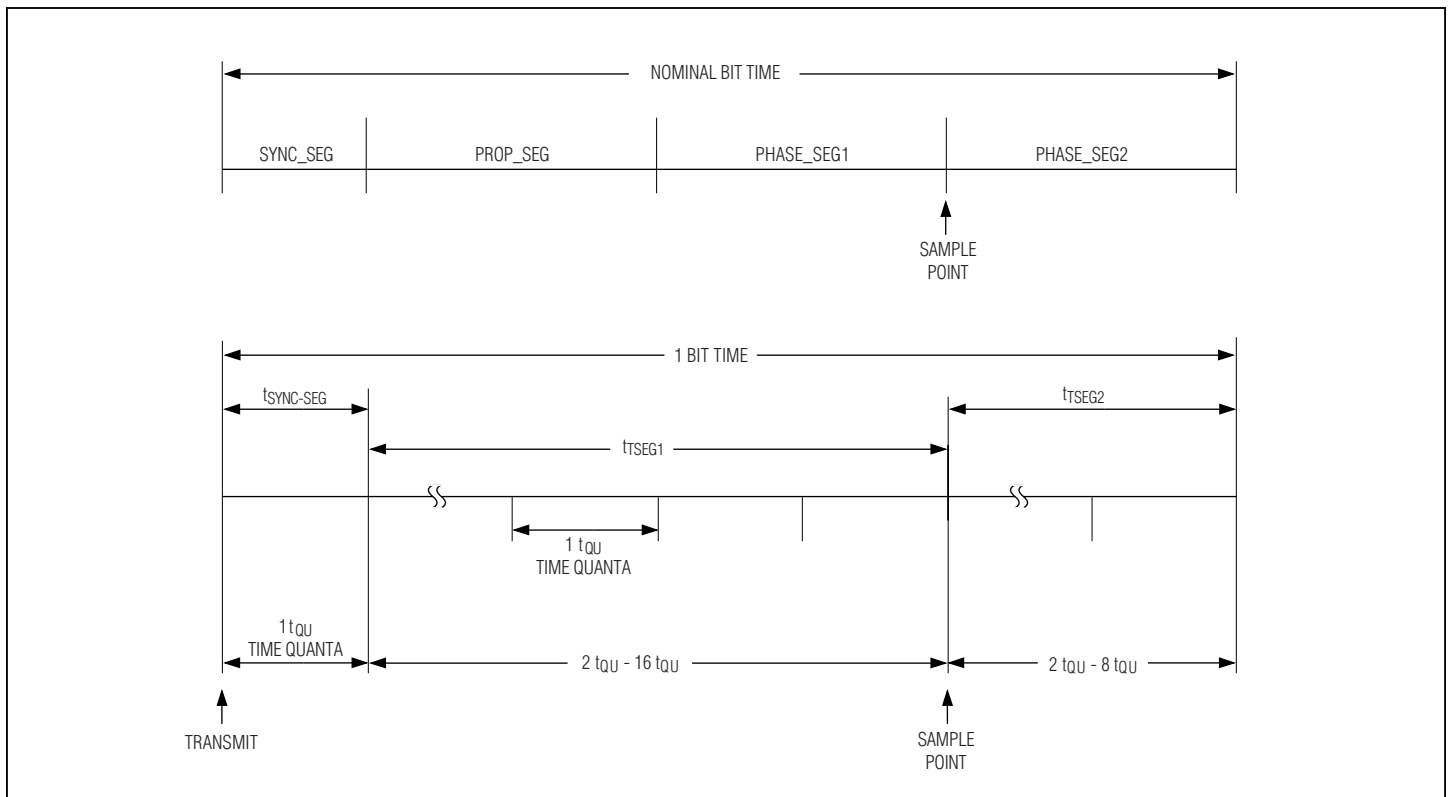 NOMINAL BIT TIME
SYNC_SEG PROP_SEG PHASE_SEG1 PHASE_SEG2
SAMPLE
POINT
1 BIT TIME
tSYNC-SEG tTSEG2
tTSEG1
1 tQU
TIME QUANTA
1 tQU
TIME QUANTA
2 tQU - 16 tQU 2 tQU - 8 tQU
TRANSMIT
SAMPLE
POINT